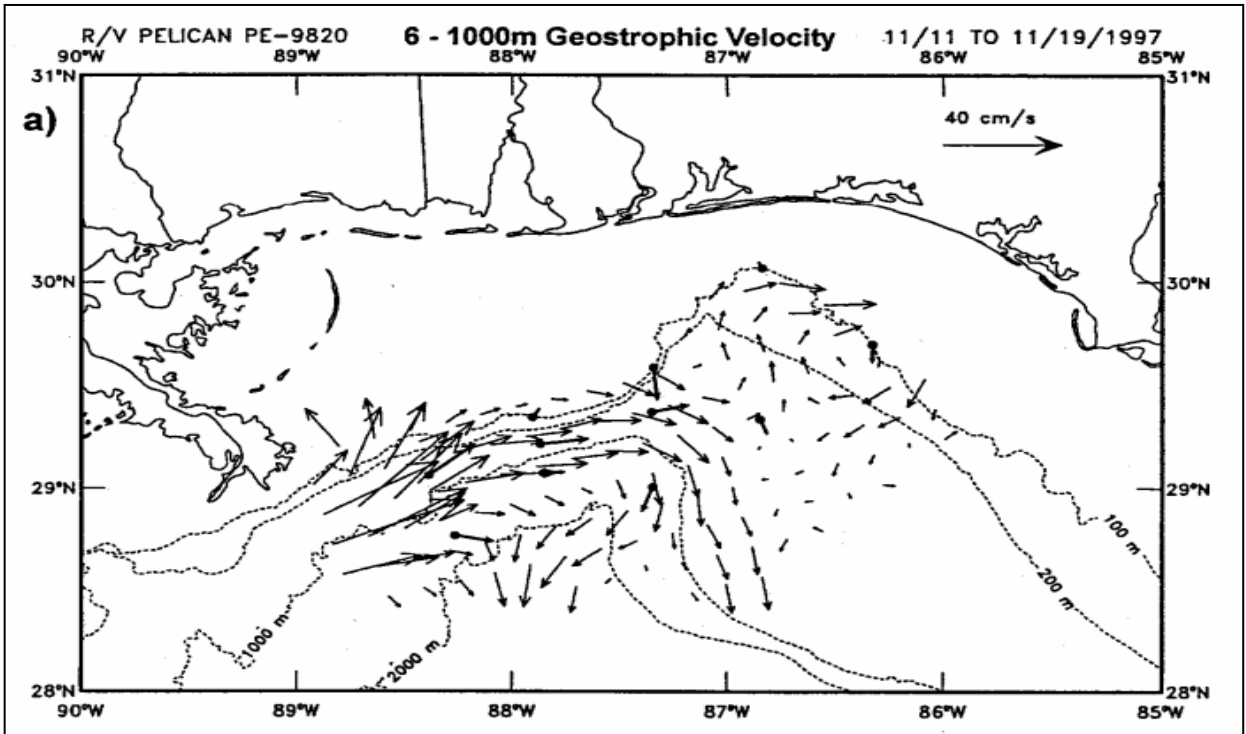 R/V PELICAN PE-9820 6 - 1000m Geostrophic Velocity 11/11 TO 11/19/1997
90°W 89°W 88°W 87°W 86°W 85°W
31°N 31°N
a)
40 cm/s
30°N 30°N
29°N 29°N
100 m
200 m
1000 m
2000 m
28°N 28°N
90°W 89°W 88°W 87°W 86°W 85°W